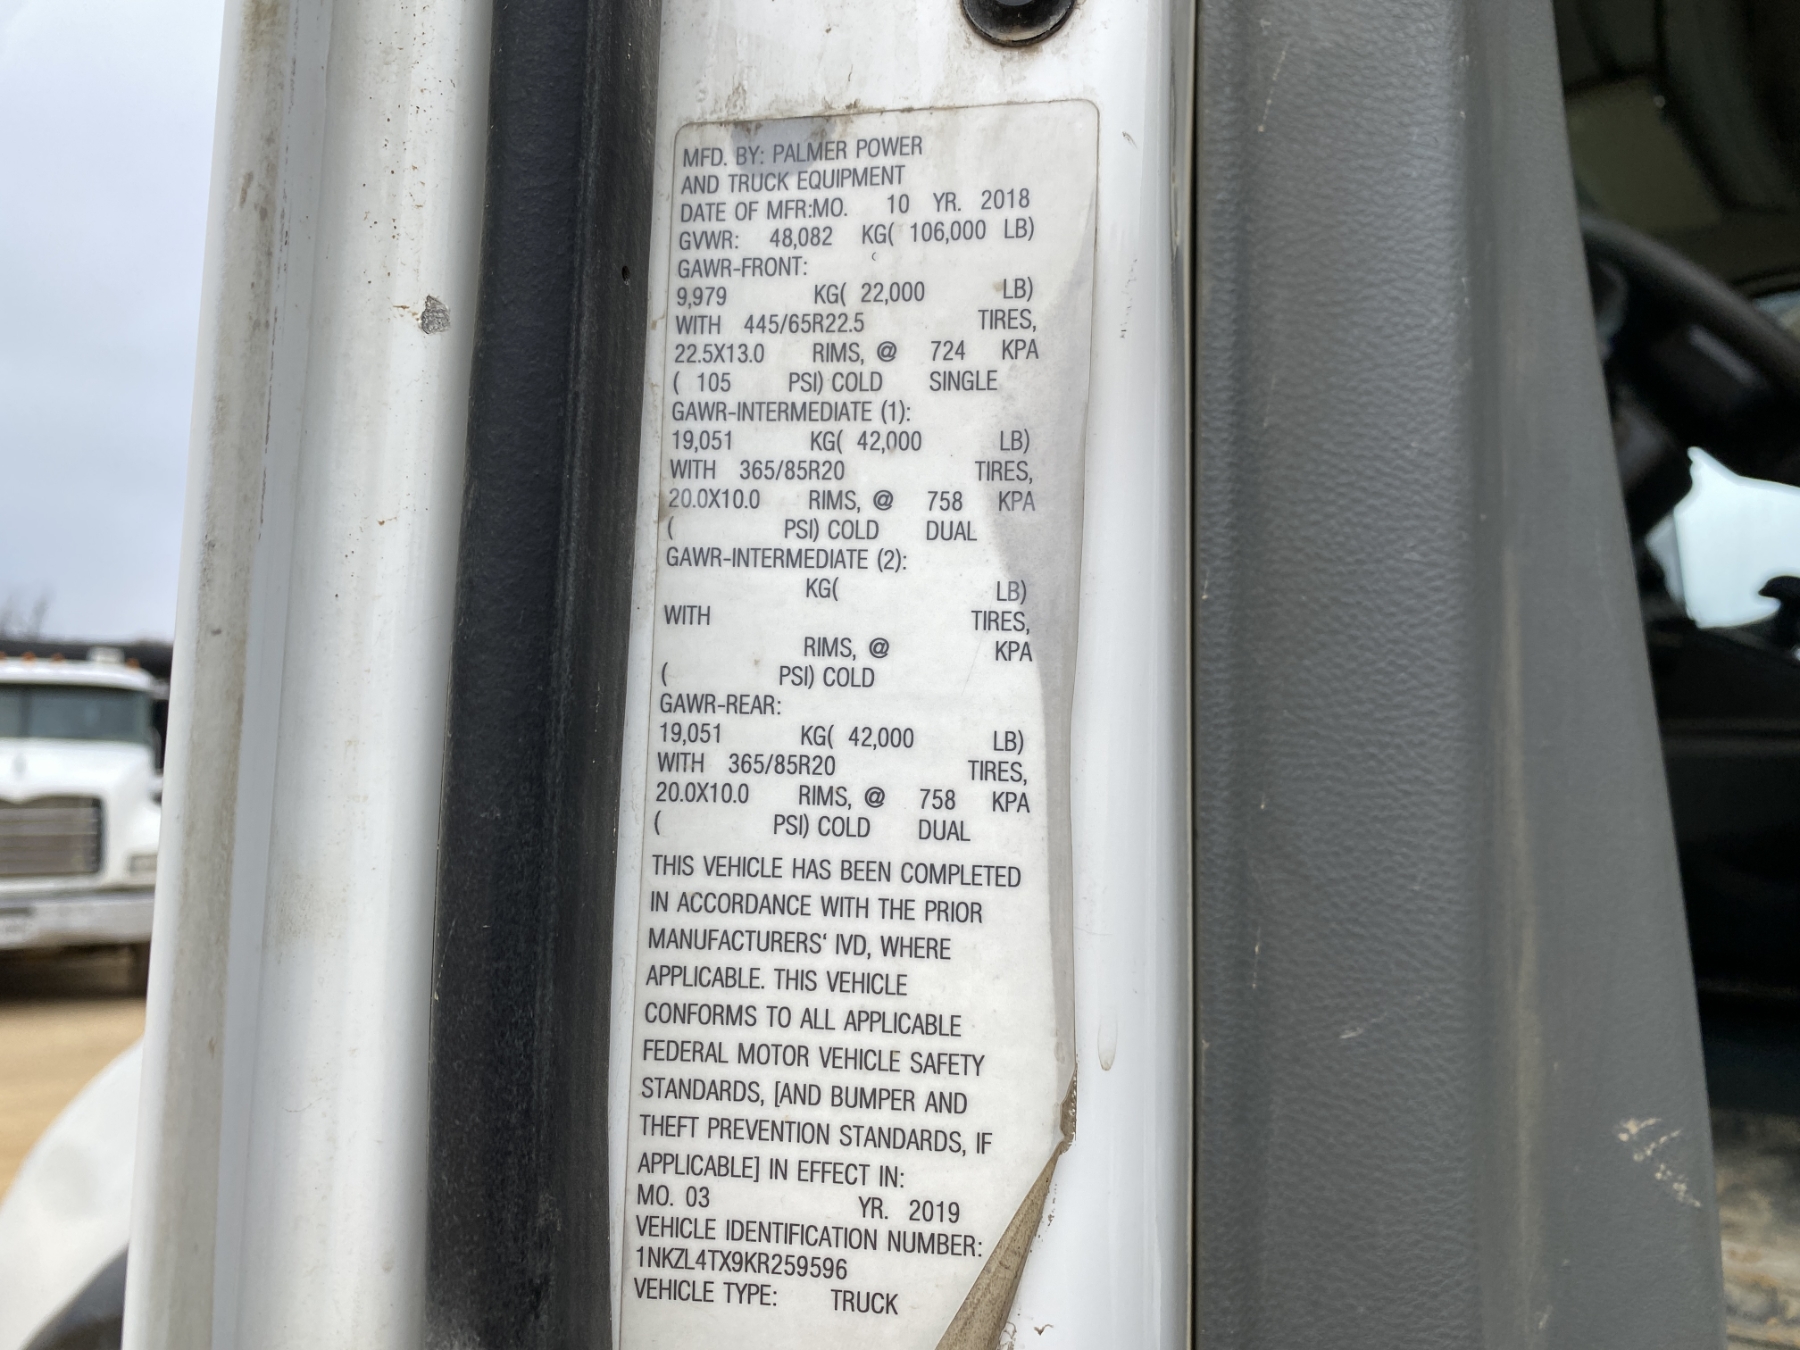 MFD. BY: PALMER POWER
AND TRUCK EQUIPMENT
DATE OF MFR:MO. 10 YR. 2018
GVWR: 48,082 KG( 106,000 LB)
GAWR-FRONT:
9,979 KG( 22,000 LB)
WITH 445/65R22.5 TIRES,
22.5X13.0 RIMS, @ 724 KPA
( 105 PSI) COLD SINGLE
GAWR-INTERMEDIATE (1):
19,051 KG( 42,000 LB)
WITH 365/85R20 TIRES,
20.0X10.0 RIMS, @ 758 KPA
( PSI) COLD DUAL
GAWR-INTERMEDIATE (2):
KG( LB)
WITH TIRES,
RIMS, @ KPA
( PSI) COLD
GAWR-REAR:
19,051 KG( 42,000 LB)
WITH 365/85R20 TIRES,
20.0X10.0 RIMS, @ 758 KPA
( PSI) COLD DUAL
THIS VEHICLE HAS BEEN COMPLETED
IN ACCORDANCE WITH THE PRIOR
MANUFACTURERS' IVD, WHERE
APPLICABLE. THIS VEHICLE
CONFORMS TO ALL APPLICABLE
FEDERAL MOTOR VEHICLE SAFETY
STANDARDS, [AND BUMPER AND
THEFT PREVENTION STANDARDS, IF
APPLICABLE] IN EFFECT IN:
MO. 03 YR. 2019
VEHICLE IDENTIFICATION NUMBER:
1NKZL4TX9KR259596
VEHICLE TYPE: TRUCK